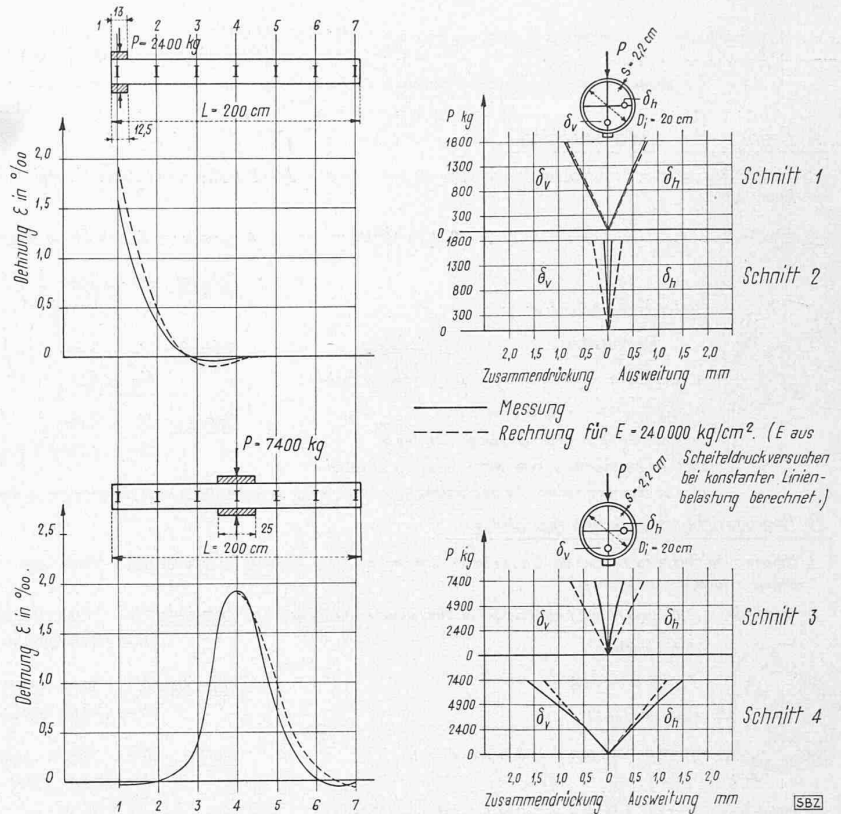 13
1 2 3 4 5 6 7
P = 2400 kg
L = 200 cm
12,5
Dehnung ε in ‰
2,0
1,5
1,0
0,5
0
P = 7400 kg
25
L = 200 cm
Dehnung ε in ‰
2,5
2,0
1,5
1,0
0,5
0
1 2 3 4 5 6 7
P
S = 2,2 cm
δh
δv
Di = 20 cm
P kg
1800
1300
800
300
0
δv δh Schnitt 1
1800
1300
800
300
0
δv δh Schnitt 2
2,0 1,5 1,0 0,5 0 0,5 1,0 1,5 2,0
Zusammendrückung Ausweitung mm
Messung
Rechnung für E = 240 000 kg/cm². (E aus
Scheiteldruckversuchen
bei konstanter Linien-
belastung berechnet.)
P
S = 2,2 cm
δh
δv
Di = 20 cm
P kg
7400
4900
2400
0
δv δh Schnitt 3
7400
4900
2400
0
δv δh Schnitt 4
2,0 1,5 1,0 0,5 0 0,5 1,0 1,5 2,0
Zusammendrückung Ausweitung mm
SBZ